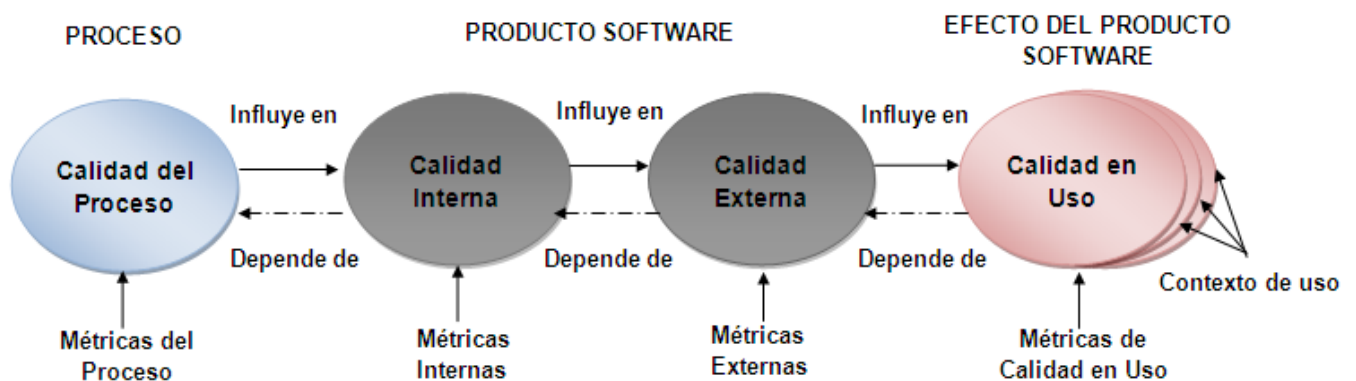 PROCESO
PRODUCTO SOFTWARE
EFECTO DEL PRODUCTO
SOFTWARE
Influye en
Influye en
Influye en
Calidad del
Proceso
Calidad
Interna
Calidad
Externa
Calidad en
Uso
Depende de
Depende de
Depende de
Contexto de uso
Métricas del
Proceso
Métricas
Internas
Métricas
Externas
Métricas de
Calidad en Uso